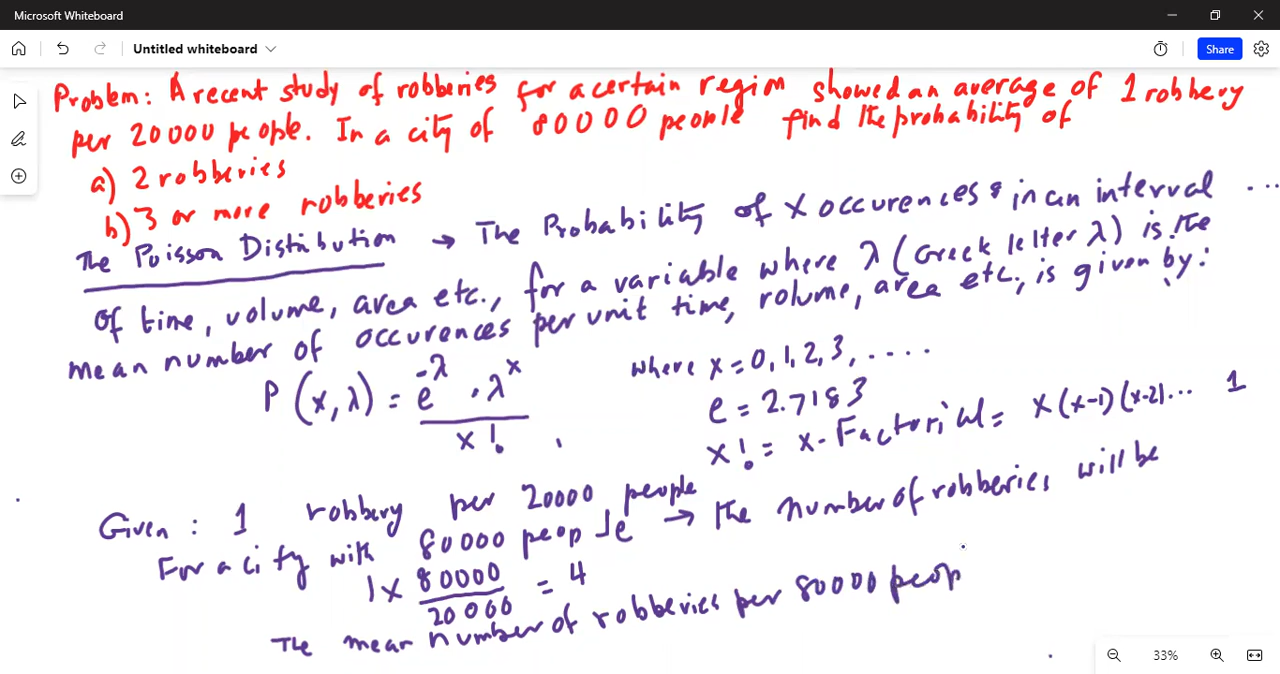 Microsoft Whiteboard
Untitled whiteboard
Share
Problem: A recent study of robberies for a certain region showed an average of 1 robbery
per 20000 people. In a city of 80000 people find the probability of
a) 2 robberies
b) 3 or more robberies
The Poisson Distribution → The Probability of x occurences in an interval ...
of time, volume, area etc., for a variable where λ (Greek letter λ) is the
mean number of occurences per unit time, volume, area etc, is given by:
P(x,λ) = e^-λ · λ^x / x!
where x = 0, 1, 2, 3, ....
e = 2.7183
x! = x-Factorial = x(x-1)(x-2)... 1
Given: 1 robbery per 20000 people
For a city with 80000 people → the number of robberies will be
1 × 80000 / 20000 = 4
The mean number of robberies per 80000 peop
33%